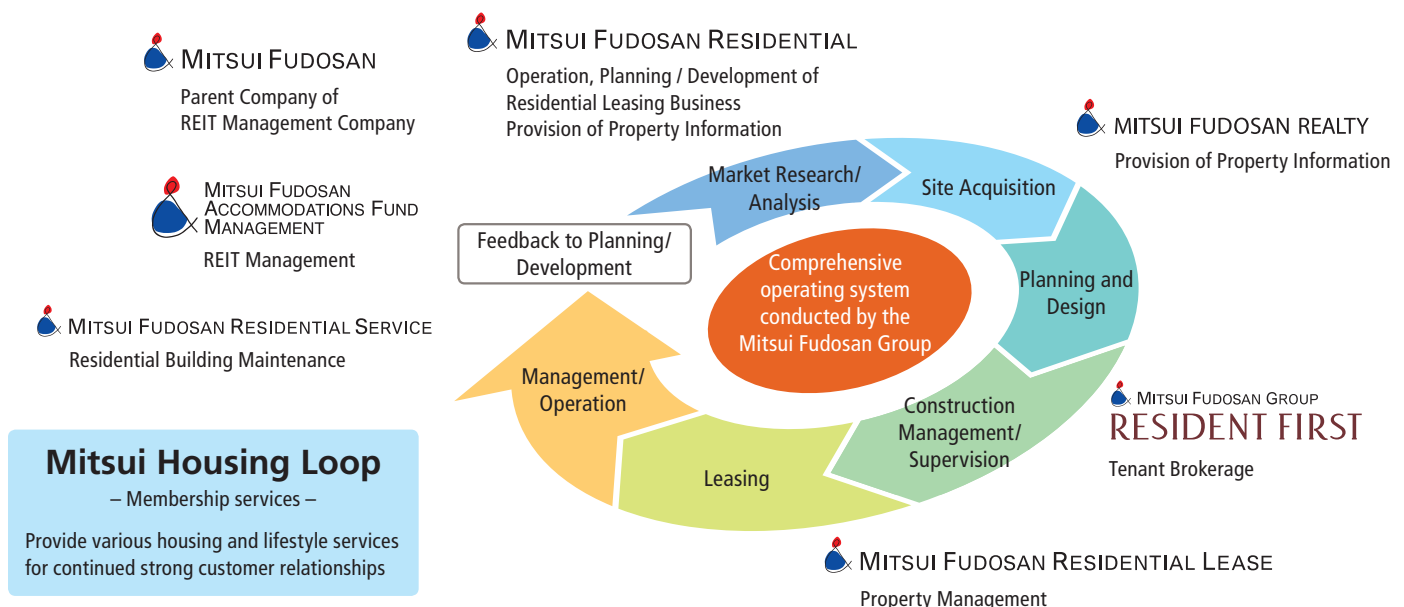 MITSUI FUDOSAN
Parent Company of
REIT Management Company
MITSUI FUDOSAN RESIDENTIAL
Operation, Planning / Development of
Residential Leasing Business
Provision of Property Information
MITSUI FUDOSAN REALTY
Provision of Property Information
MITSUI FUDOSAN
ACCOMMODATIONS FUND
MANAGEMENT
REIT Management
MITSUI FUDOSAN RESIDENTIAL SERVICE
Residential Building Maintenance
Market Research/
Analysis
Site Acquisition
Planning and
Design
Construction
Management/
Supervision
Leasing
Management/
Operation
Feedback to Planning/
Development
Comprehensive
operating system
conducted by the
Mitsui Fudosan Group
MITSUI FUDOSAN GROUP
RESIDENT FIRST
Tenant Brokerage
Mitsui Housing Loop
– Membership services –
Provide various housing and lifestyle services
for continued strong customer relationships
MITSUI FUDOSAN RESIDENTIAL LEASE
Property Management